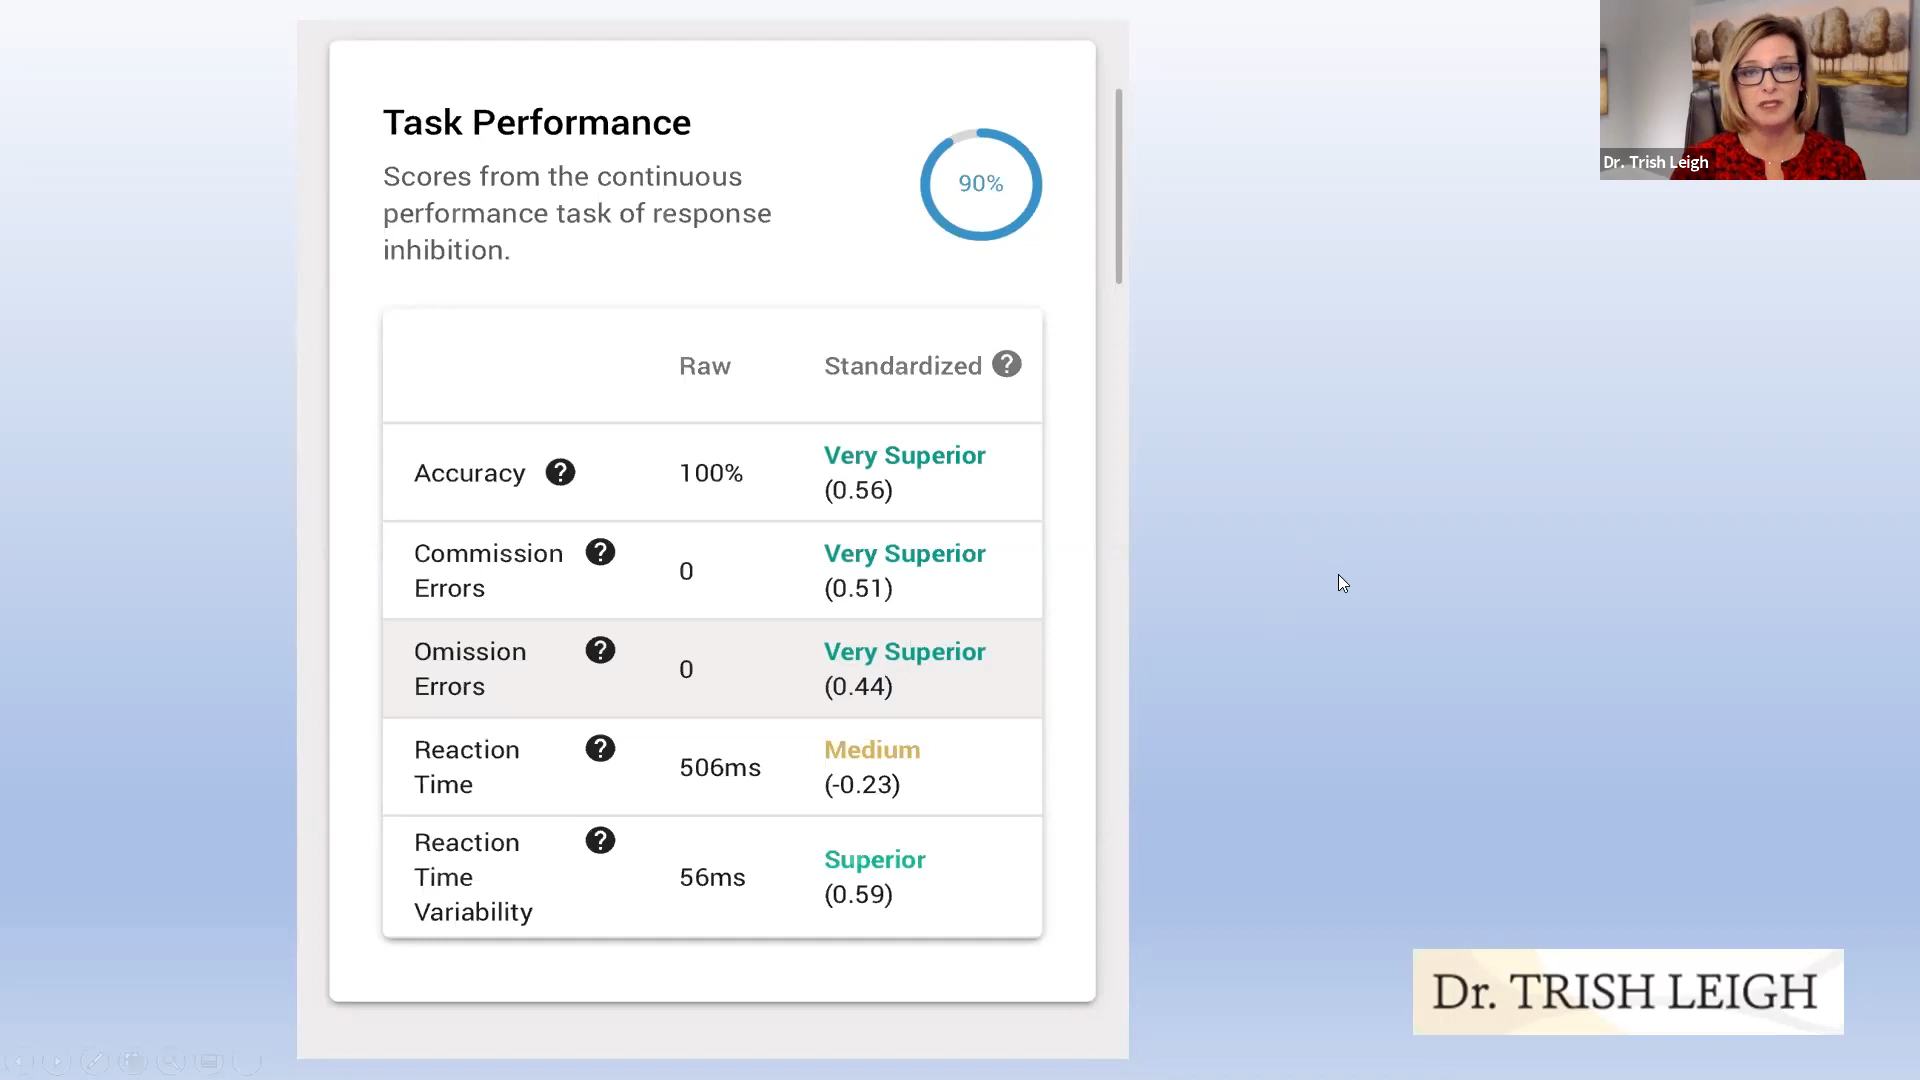 Task Performance
Scores from the continuous
performance task of response
inhibition.
90%
Raw Standardized ?
Accuracy ? 100% Very Superior
(0.56)
Commission ?
Errors 0 Very Superior
(0.51)
Omission ?
Errors 0 Very Superior
(0.44)
Reaction ?
Time 506ms Medium
(-0.23)
Reaction ?
Time
Variability 56ms Superior
(0.59)
Dr. Trish Leigh
Dr. TRISH LEIGH